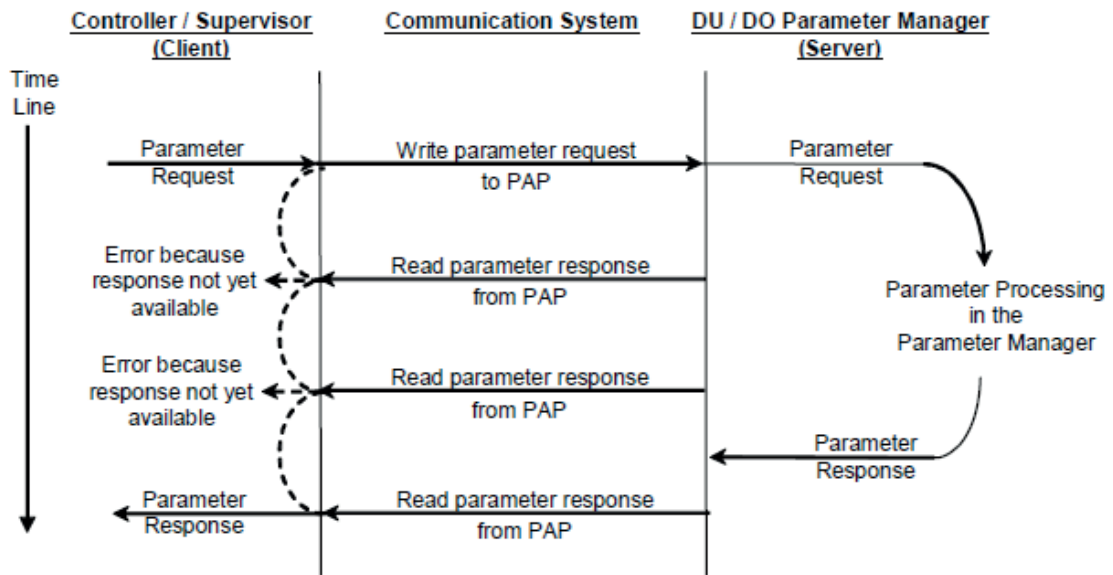 Controller / Supervisor
(Client)
Communication System
DU / DO Parameter Manager
(Server)
Time
Line
Parameter
Request
Write parameter request
to PAP
Parameter
Request
Error because
response not yet
available
Read parameter response
from PAP
Parameter Processing
in the
Parameter Manager
Error because
response not yet
available
Read parameter response
from PAP
Parameter
Response
Parameter
Response
Read parameter response
from PAP